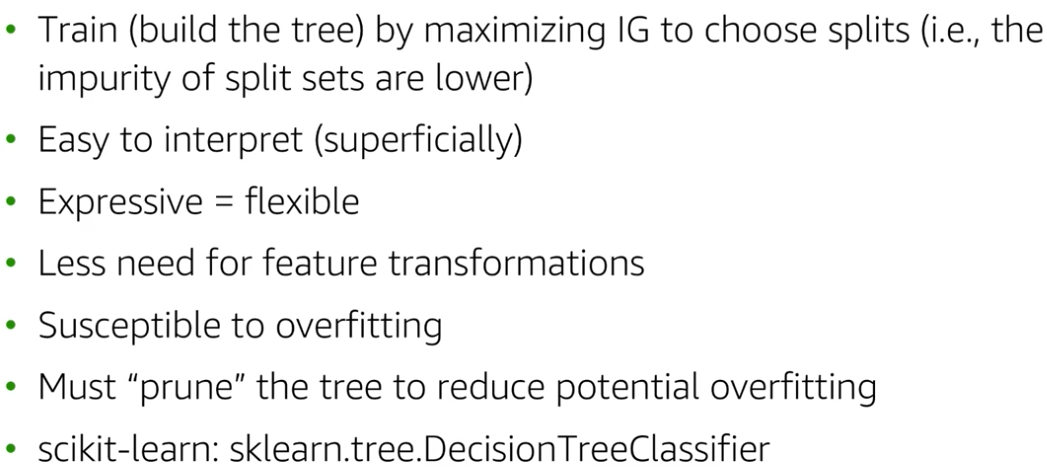 • Train (build the tree) by maximizing IG to choose splits (i.e., the
impurity of split sets are lower)
• Easy to interpret (superficially)
• Expressive = flexible
• Less need for feature transformations
• Susceptible to overfitting
• Must “prune” the tree to reduce potential overfitting
• scikit-learn: sklearn.tree.DecisionTreeClassifier